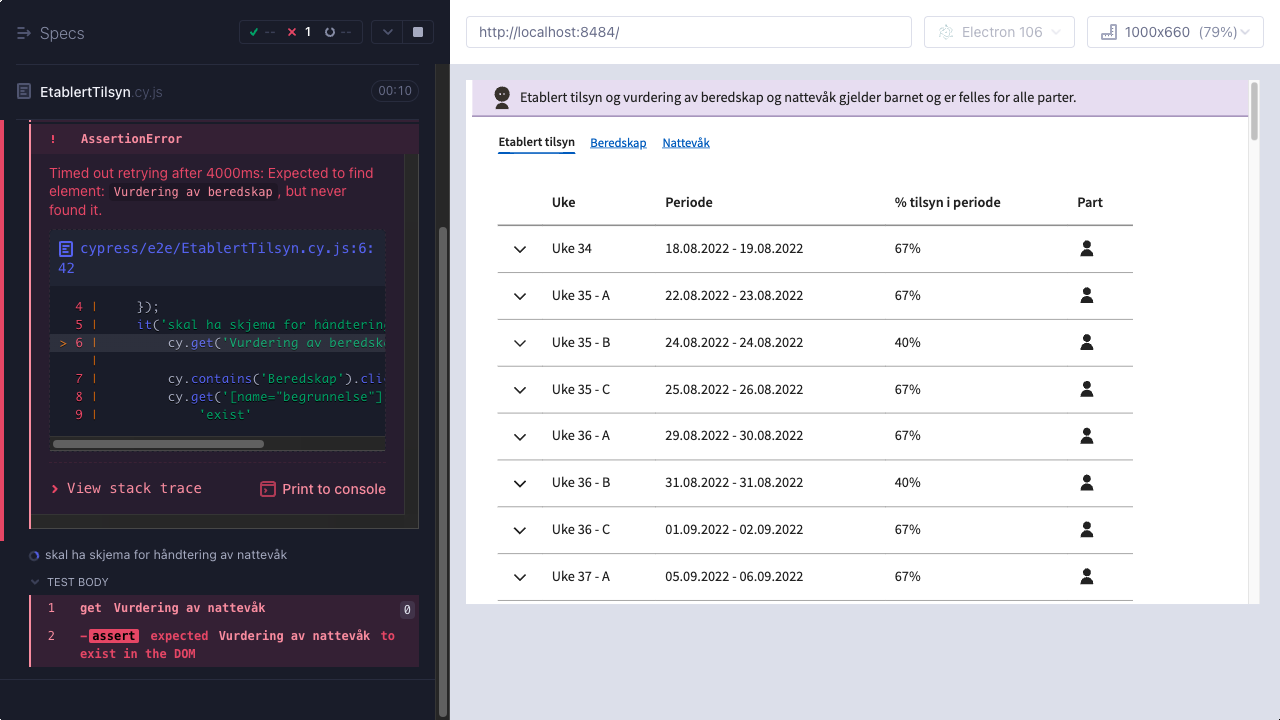 Specs
-- 1 --
EtablertTilsyn.cy.js 00:10
! AssertionError
Timed out retrying after 4000ms: Expected to find
element: Vurdering av beredskap, but never
found it.
cypress/e2e/EtablertTilsyn.cy.js:6:
42
4 | });
5 | it('skal ha skjema for håndtering
> 6 | cy.get('Vurdering av beredska
|
7 | cy.contains('Beredskap').cli
8 | cy.get('[name="begrunnelse"]
9 | 'exist'
> View stack trace Print to console
skal ha skjema for håndtering av nattevåk
TEST BODY
1 get Vurdering av nattevåk 0
2 -assert expected Vurdering av nattevåk to
exist in the DOM
http://localhost:8484/ Electron 106 1000x660 (79%)
Etablert tilsyn og vurdering av beredskap og nattevåk gjelder barnet og er felles for alle parter.
Etablert tilsyn Beredskap Nattevåk
Uke Periode % tilsyn i periode Part
Uke 34 18.08.2022 - 19.08.2022 67%
Uke 35 - A 22.08.2022 - 23.08.2022 67%
Uke 35 - B 24.08.2022 - 24.08.2022 40%
Uke 35 - C 25.08.2022 - 26.08.2022 67%
Uke 36 - A 29.08.2022 - 30.08.2022 67%
Uke 36 - B 31.08.2022 - 31.08.2022 40%
Uke 36 - C 01.09.2022 - 02.09.2022 67%
Uke 37 - A 05.09.2022 - 06.09.2022 67%